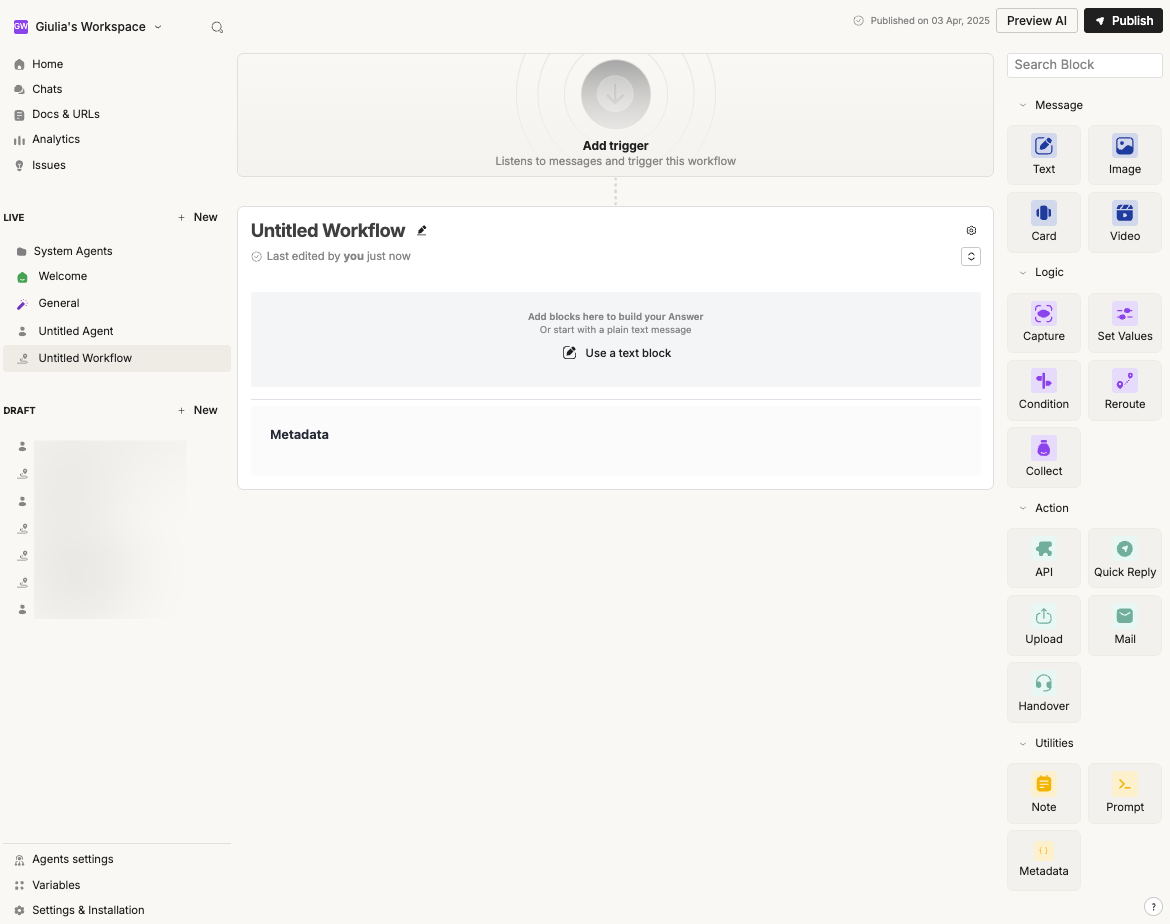 GW Giulia's Workspace
Home
Chats
Docs & URLs
Analytics
Issues
LIVE
+ New
System Agents
Welcome
General
Untitled Agent
Untitled Workflow
DRAFT
+ New
Agents settings
Variables
Settings & Installation
Published on 03 Apr, 2025
Preview AI
Publish
Add trigger
Listens to messages and trigger this workflow
Untitled Workflow
Last edited by you just now
Add blocks here to build your Answer
Or start with a plain text message
Use a text block
Metadata
Search Block
Message
Text
Image
Card
Video
Logic
Capture
Set Values
Condition
Reroute
Collect
Action
API
Quick Reply
Upload
Mail
Handover
Utilities
Note
Prompt
Metadata
?